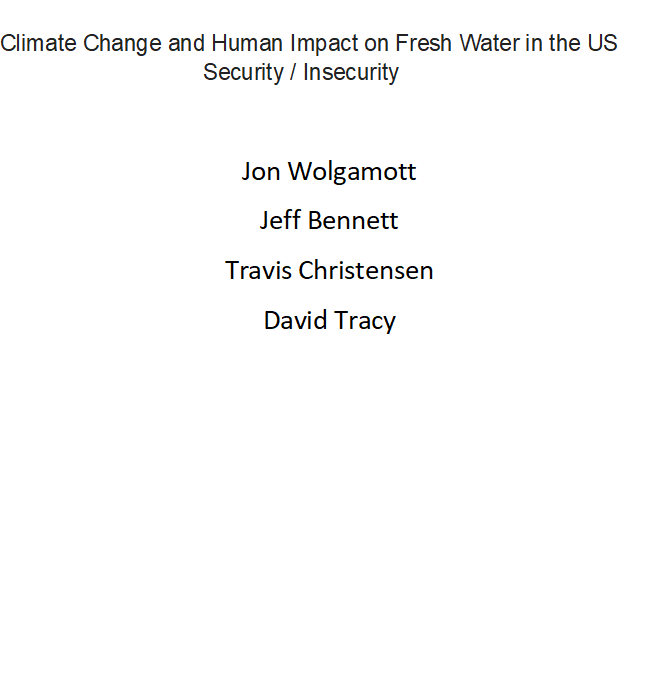 Climate Change and Human Impact on Fresh Water in the US
Security / Insecurity
Jon Wolgamott
Jeff Bennett
Travis Christensen
David Tracy